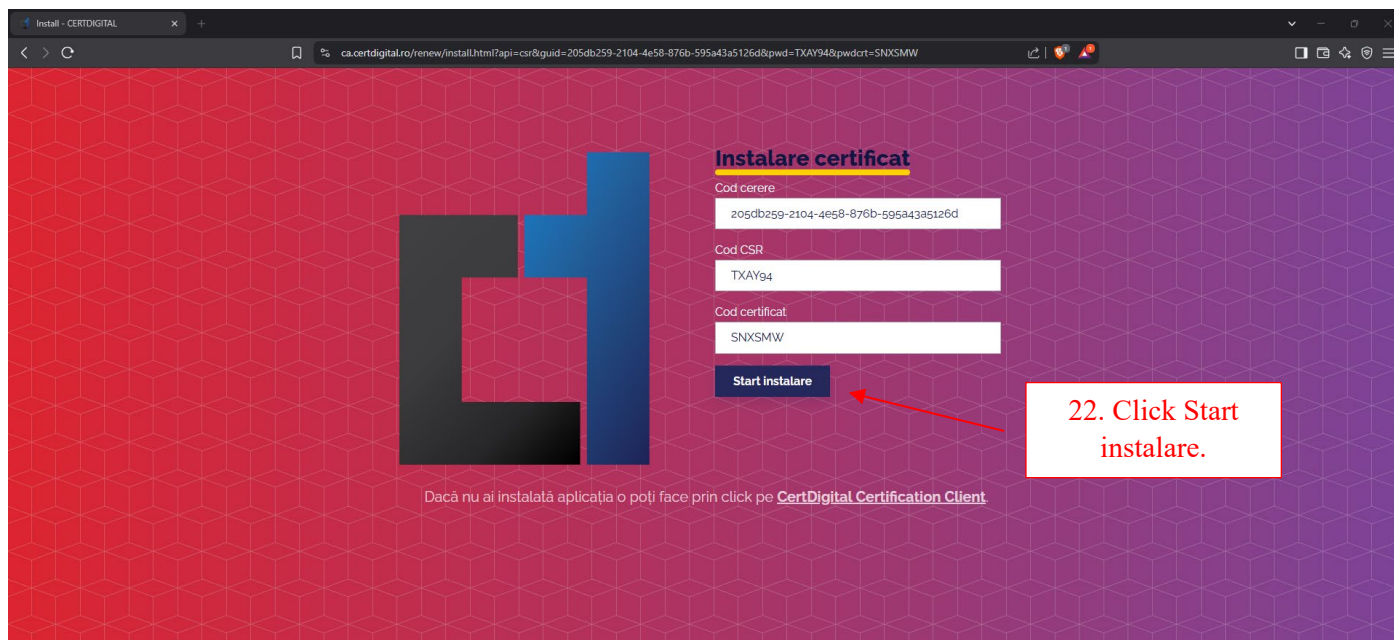 Install - CERTDIGITAL
ca.certdigital.ro/renew/install.html?api=csr&guid=205db259-2104-4e58-876b-595a43a5126d&pwd=TXAY94&pwdcrt=SNXSMW
Instalare certificat
Cod cerere
205db259-2104-4e58-876b-595a43a5126d
Cod CSR
TXAY94
Cod certificat
SNXSMW
Start instalare
22. Click Start
instalare.
Dacă nu ai instalată aplicația o poți face prin click pe CertDigital Certification Client.